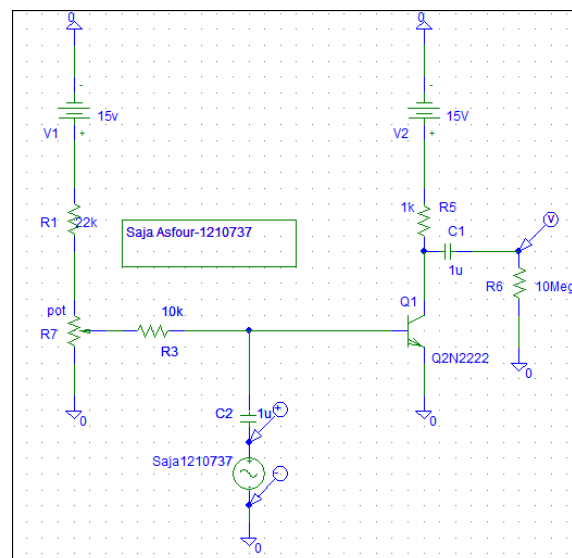 0
0
-
-
15v
15V
V1
+
V2
+
R1
22k
1k
R5
Saja Asfour-1210737
C1
V
1u
R6
10Meg
pot
10k
Q1
R7
R3
Q2N2222
0
0
0
C2
1u
+
Saja1210737
+
-
-
0